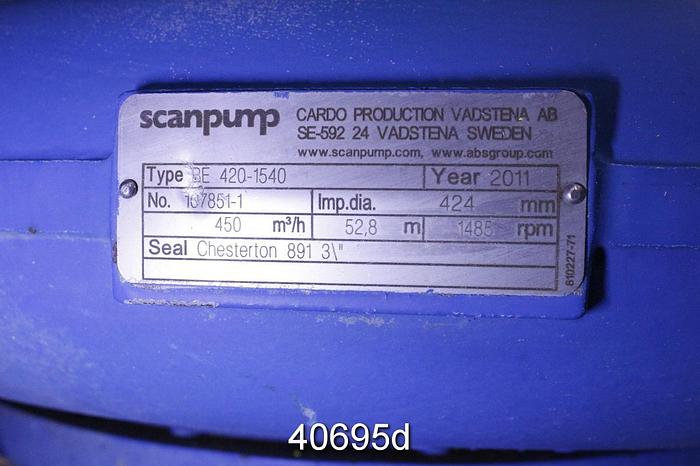 scanpump
CARDO PRODUCTION VADSTENA AB
SE-592 24 VADSTENA SWEDEN
www.scanpump.com, www.absgroup.com
Type BE 420-1540 Year 2011
No. 107851-1 Imp.dia. 424 mm
450 m³/h 52,8 m 1485 rpm
Seal Chesterton 891 3\"
810227-71
40695d